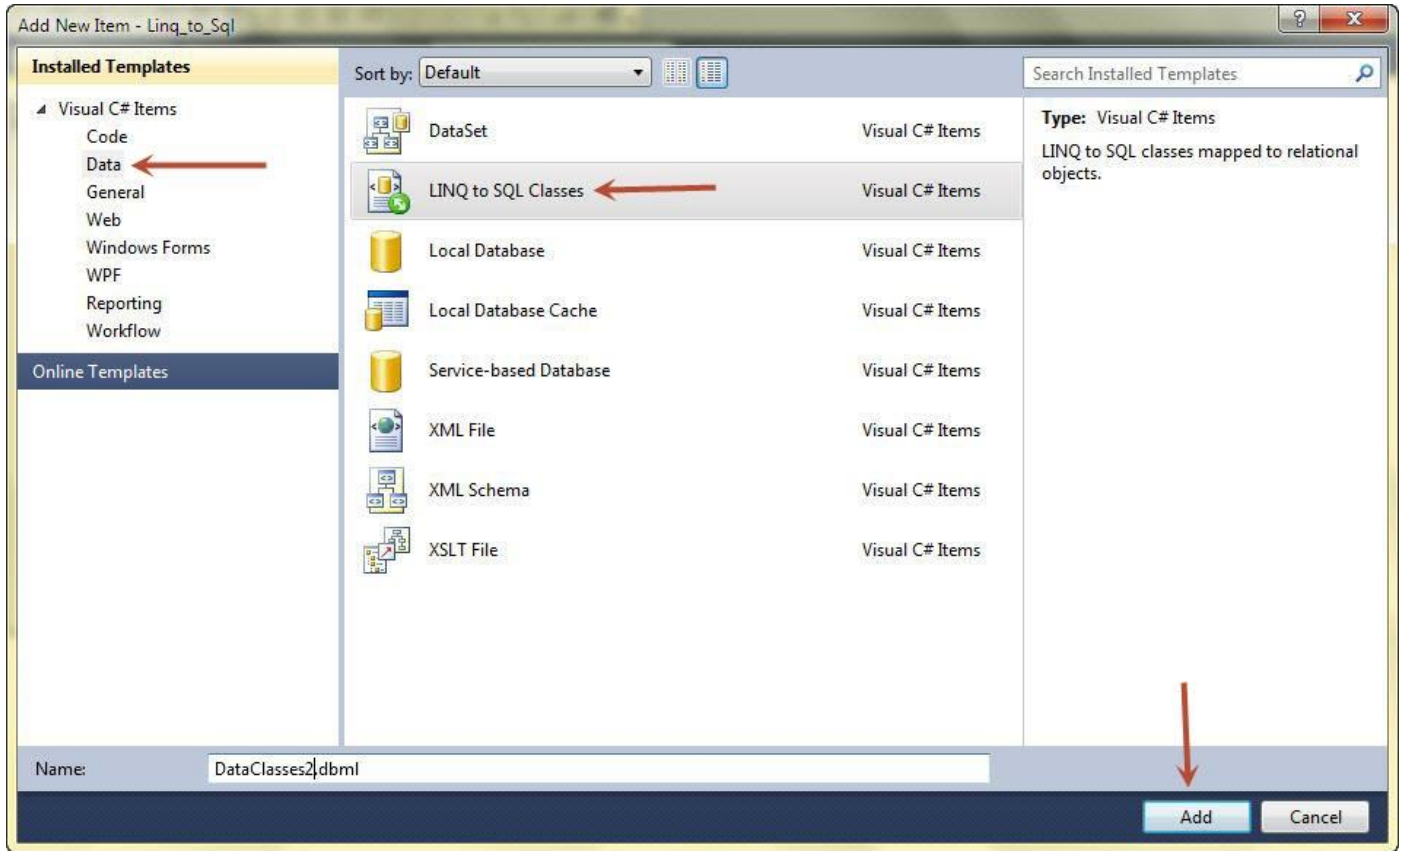 Add New Item - Linq_to_Sql
Installed Templates
Sort by: Default
Search Installed Templates
Visual C# Items
Code
Data
General
Web
Windows Forms
WPF
Reporting
Workflow
Online Templates
DataSet Visual C# Items
LINQ to SQL Classes Visual C# Items
Local Database Visual C# Items
Local Database Cache Visual C# Items
Service-based Database Visual C# Items
XML File Visual C# Items
XML Schema Visual C# Items
XSLT File Visual C# Items
Type: Visual C# Items
LINQ to SQL classes mapped to relational
objects.
Name: DataClasses2.dbml
Add Cancel